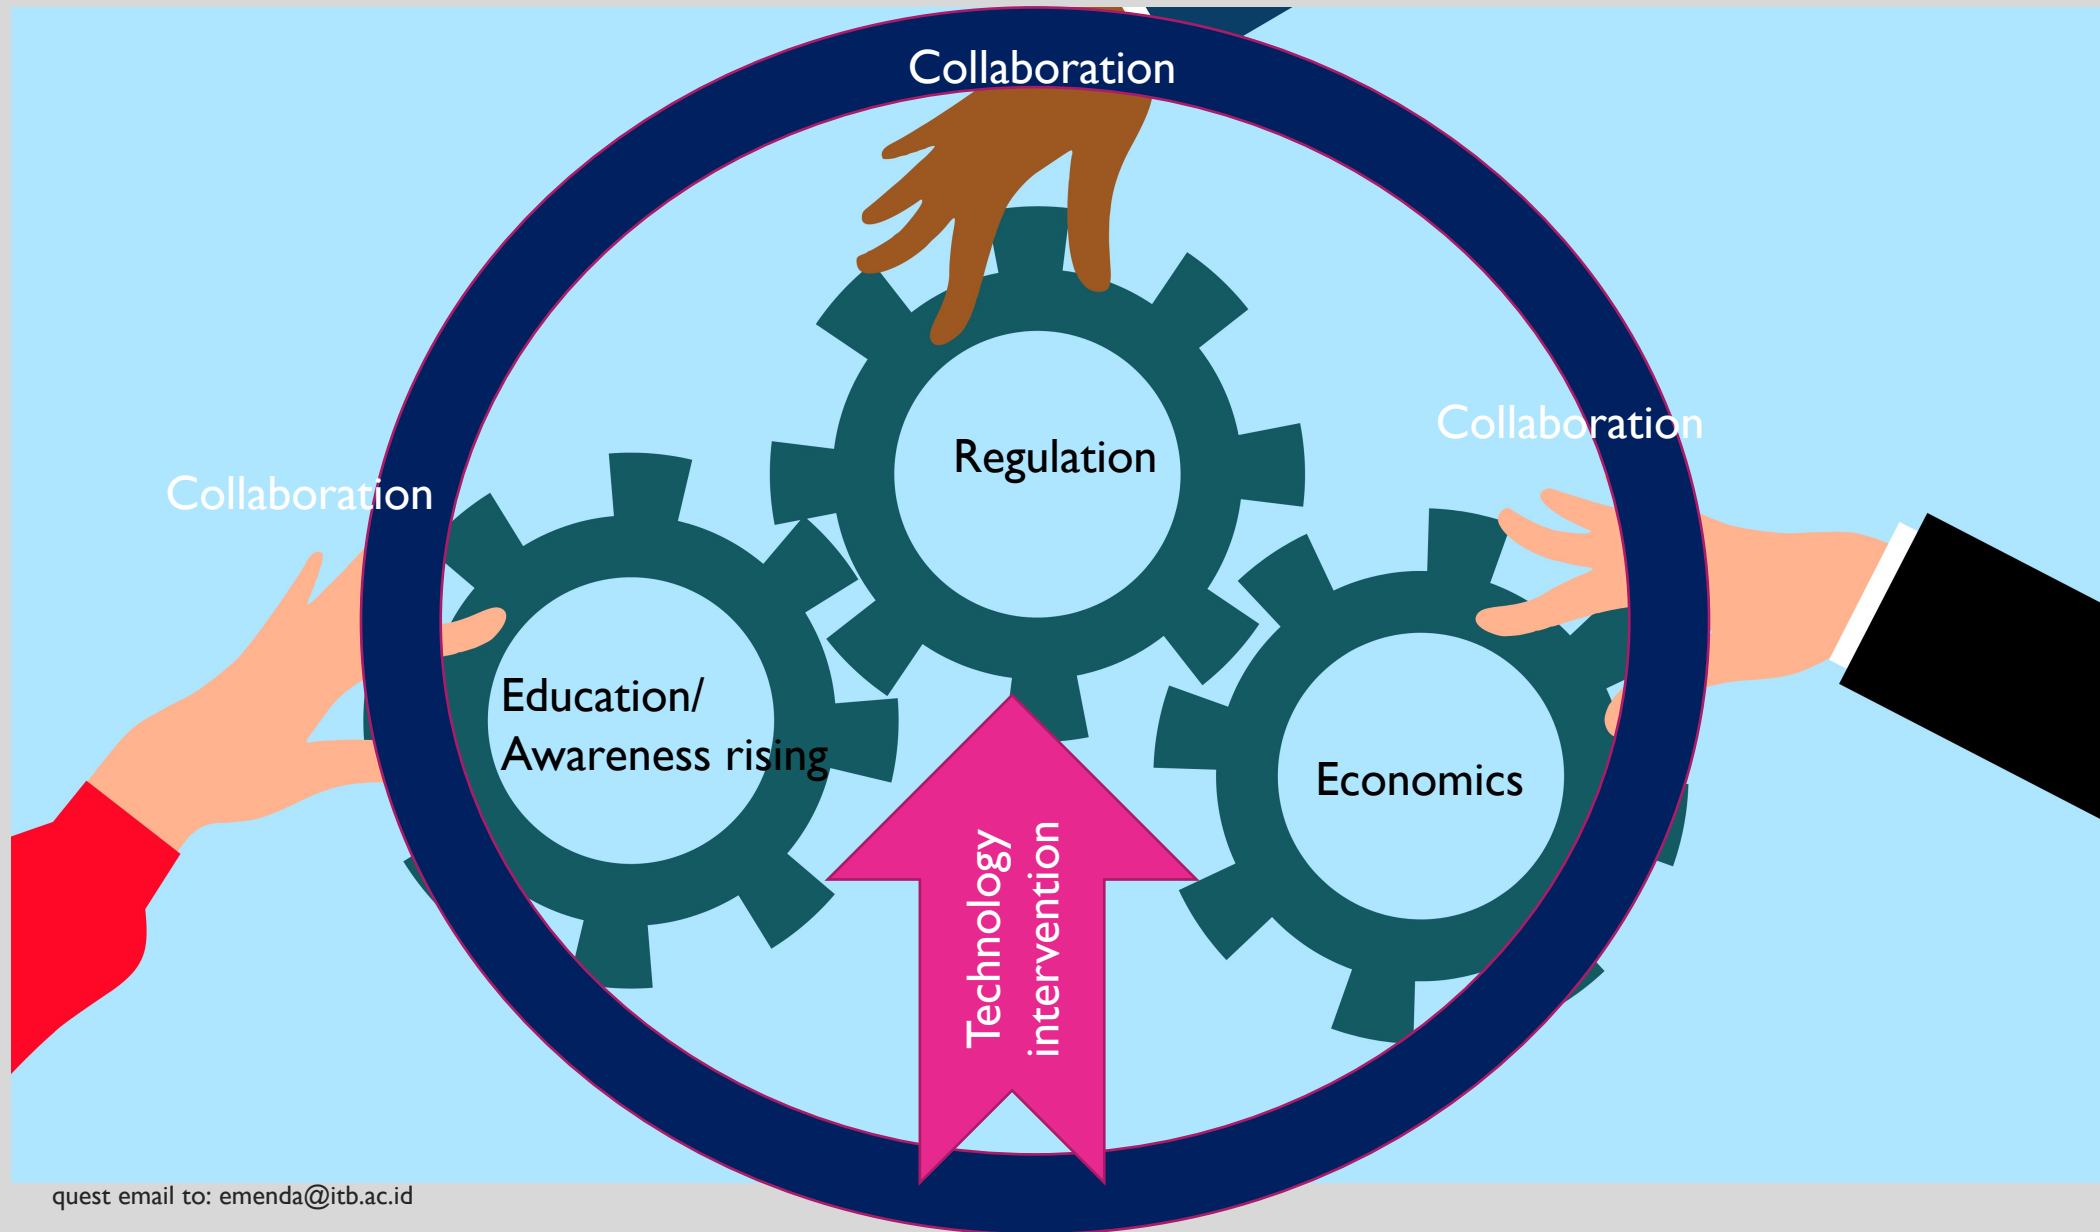 Collaboration
Collaboration
Regulation
Collaboration
Education/
Awareness rising
Economics
Technology
intervention
quest email to: emenda@itb.ac.id